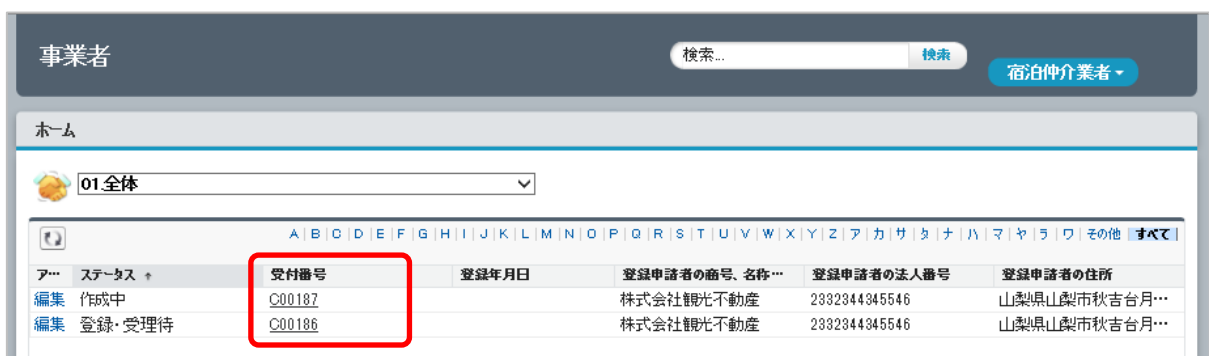 事業者
検索...
検索
宿泊仲介業者
ホーム
01.全体
A | B | C | D | E | F | G | H | I | J | K | L | M | N | O | P | Q | R | S | T | U | V | W | X | Y | Z | ア | カ | サ | タ | ナ | ハ | マ | ヤ | ラ | ワ | その他 | すべて
ア… ステータス ↑ 受付番号 登録年月日 登録申請者の商号、名称… 登録申請者の法人番号 登録申請者の住所
編集 作成中 C00187 株式会社観光不動産 2332344345546 山梨県山梨市秋吉台月…
編集 登録・受理待 C00186 株式会社観光不動産 2332344345546 山梨県山梨市秋吉台月…